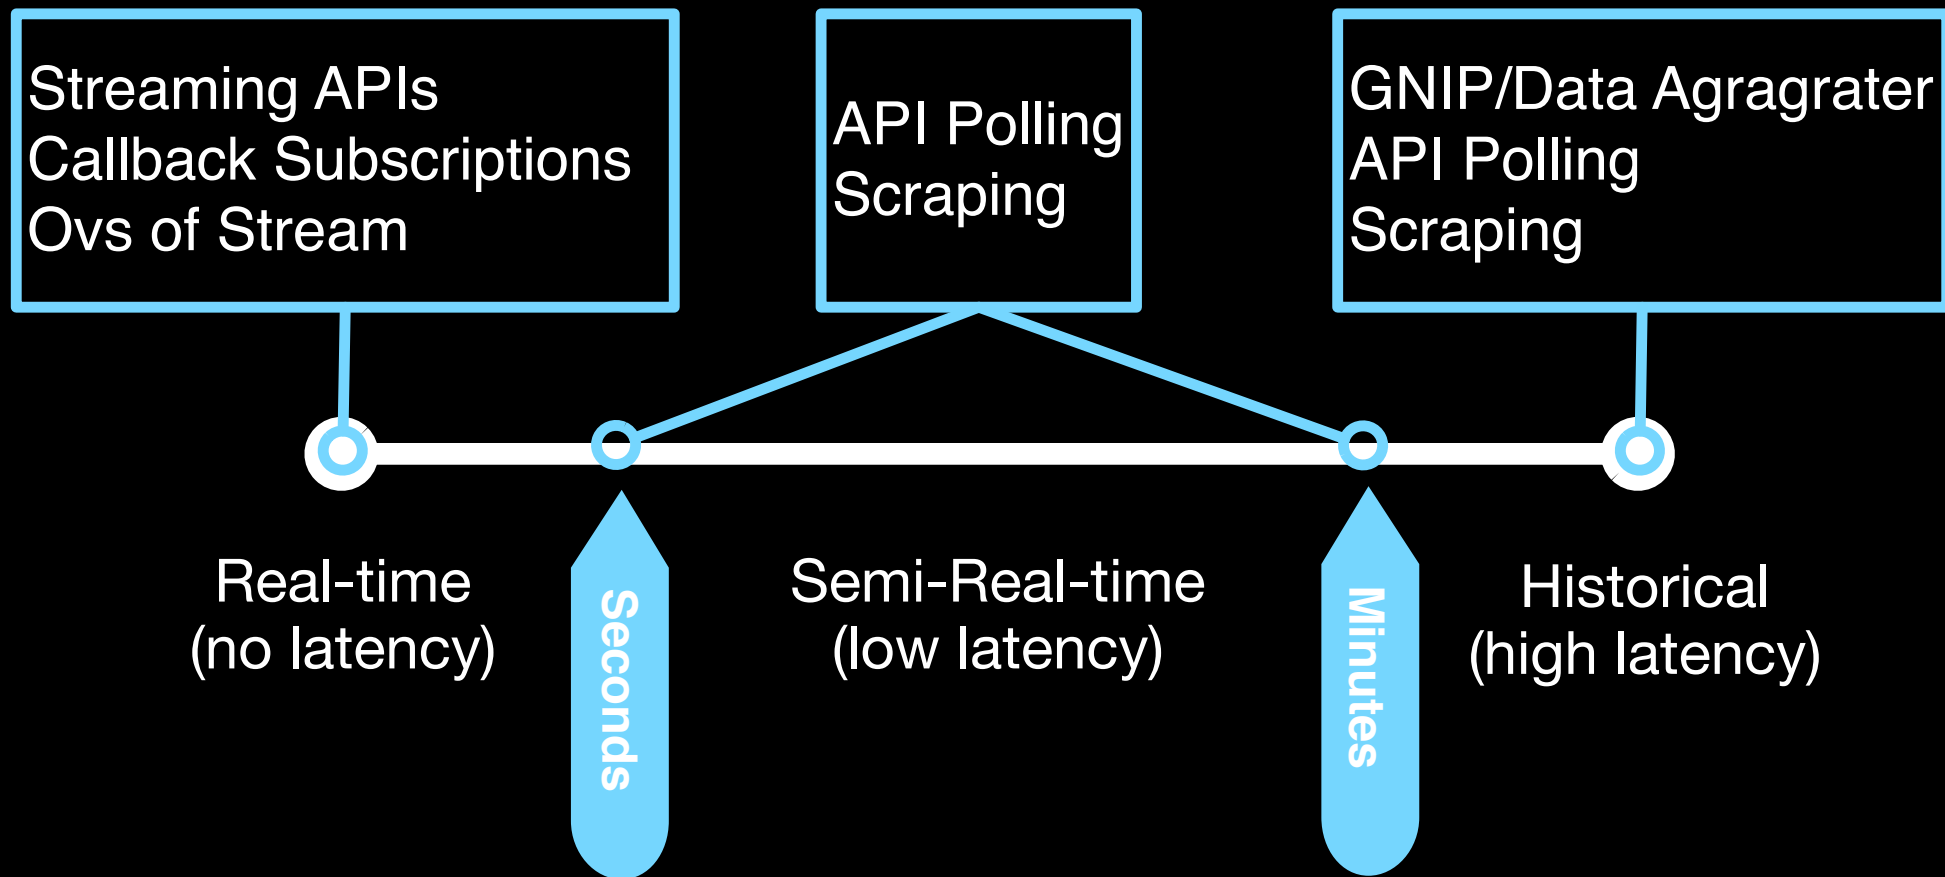 Streaming APIs
Callback Subscriptions
Ovs of Stream
API Polling
Scraping
GNIP/Data Agragrater
API Polling
Scraping
Real-time
(no latency)
Seconds
Semi-Real-time
(low latency)
Minutes
Historical
(high latency)